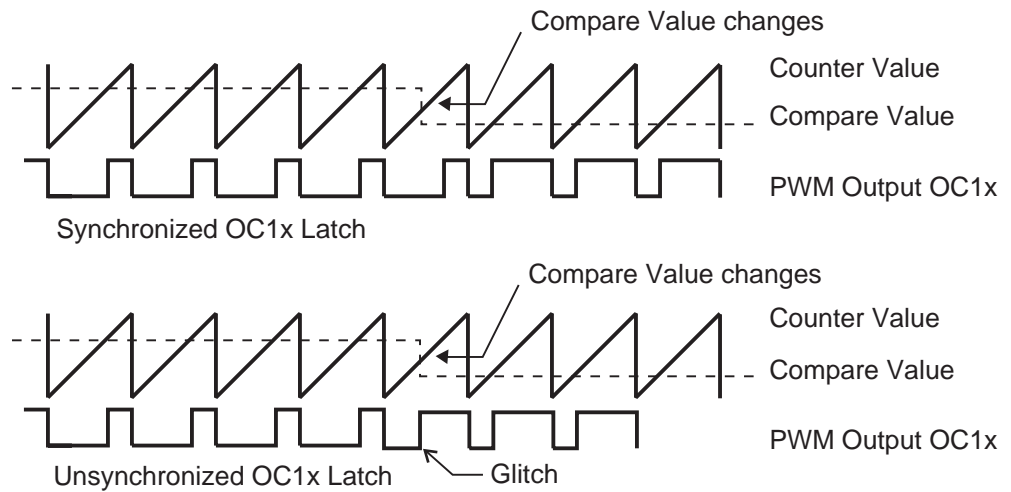 Compare Value changes
Counter Value
Compare Value
PWM Output OC1x
Synchronized OC1x Latch
Compare Value changes
Counter Value
Compare Value
PWM Output OC1x
Unsynchronized OC1x Latch
Glitch